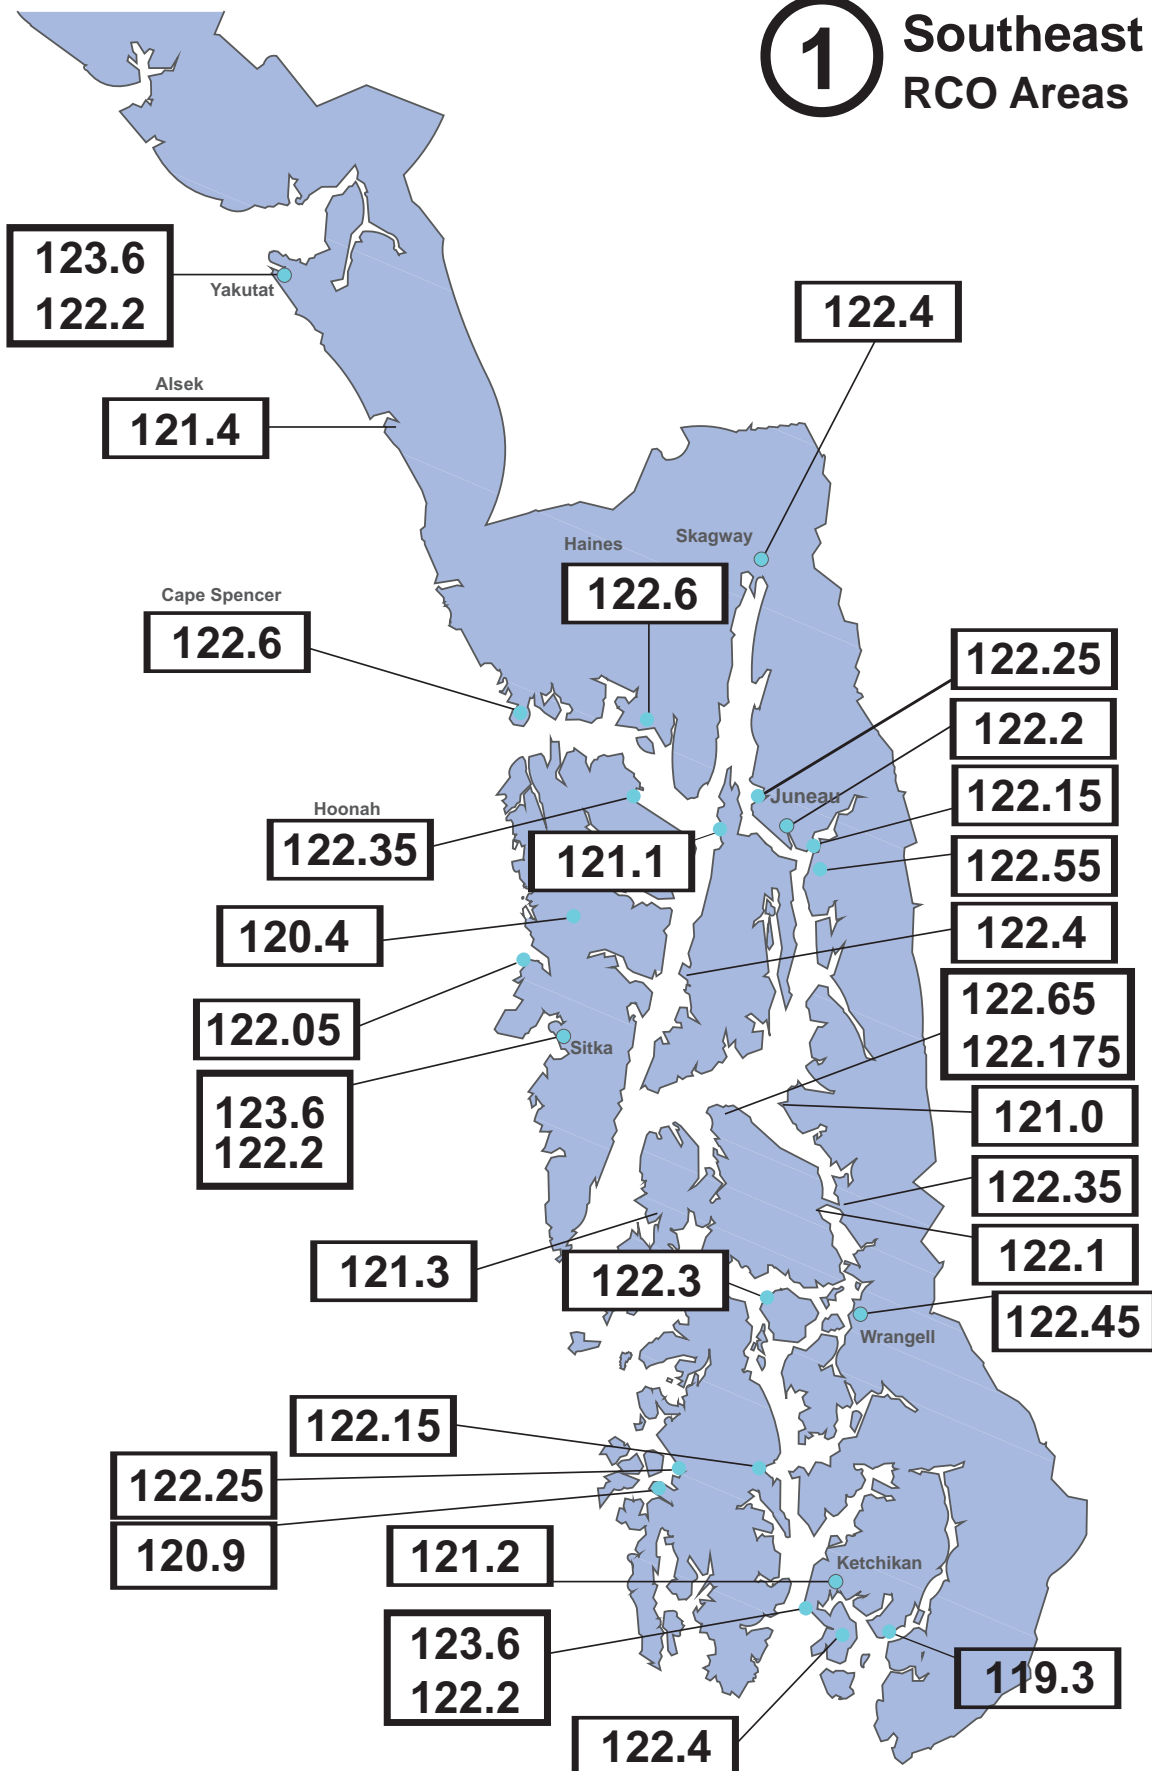 1
Southeast
RCO Areas
123.6
122.2
Yakutat
122.4
Alsek
121.4
Haines
Skagway
122.6
Cape Spencer
122.6
122.25
122.2
Juneau
122.15
Hoonah
122.35
121.1
122.55
120.4
122.4
122.65
122.175
122.05
Sitka
123.6
122.2
121.0
122.35
122.1
121.3
122.3
122.45
Wrangell
122.15
122.25
120.9
121.2
Ketchikan
123.6
122.2
119.3
122.4